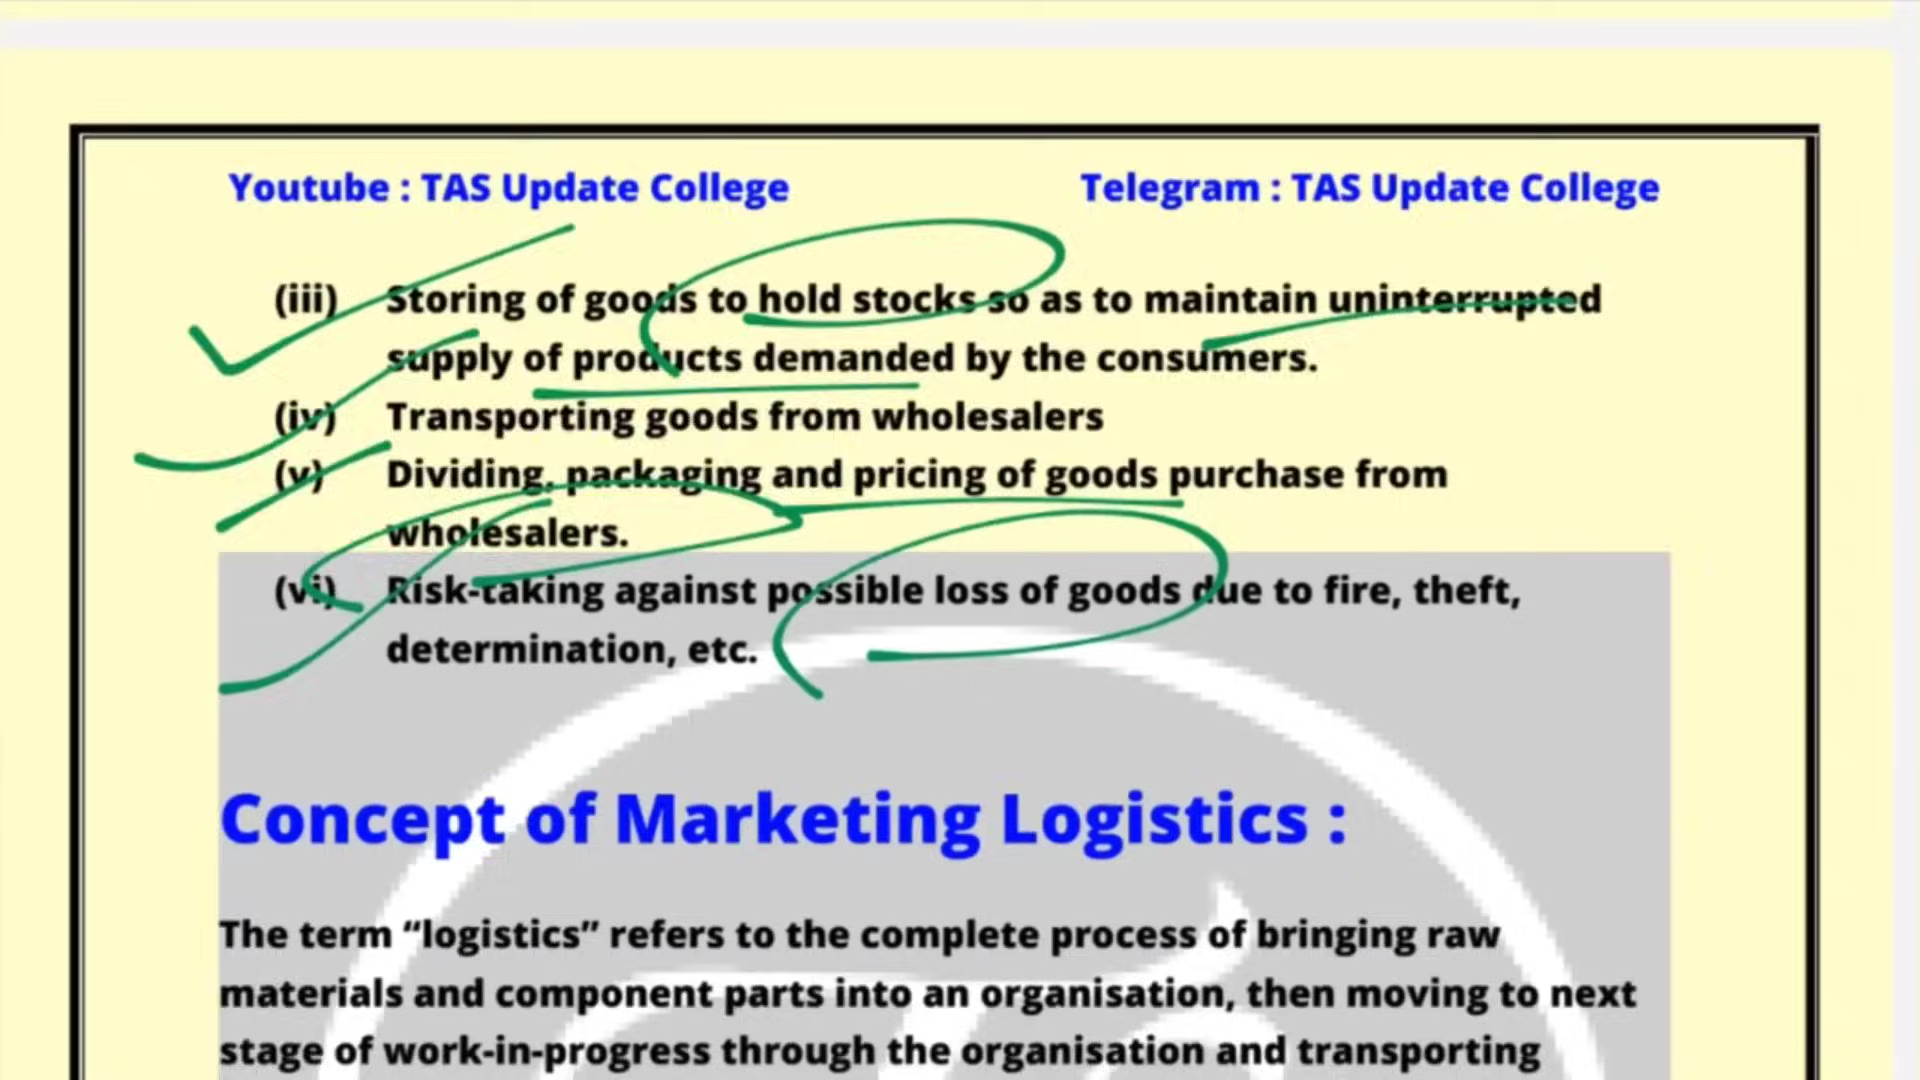 Youtube : TAS Update College Telegram : TAS Update College
(iii) Storing of goods to hold stocks so as to maintain uninterrupted
supply of products demanded by the consumers.
(iv) Transporting goods from wholesalers
(v) Dividing, packaging and pricing of goods purchase from
wholesalers.
(vi) Risk-taking against possible loss of goods due to fire, theft,
determination, etc.
Concept of Marketing Logistics :
The term “logistics” refers to the complete process of bringing raw
materials and component parts into an organisation, then moving to next
stage of work-in-progress through the organisation and transporting